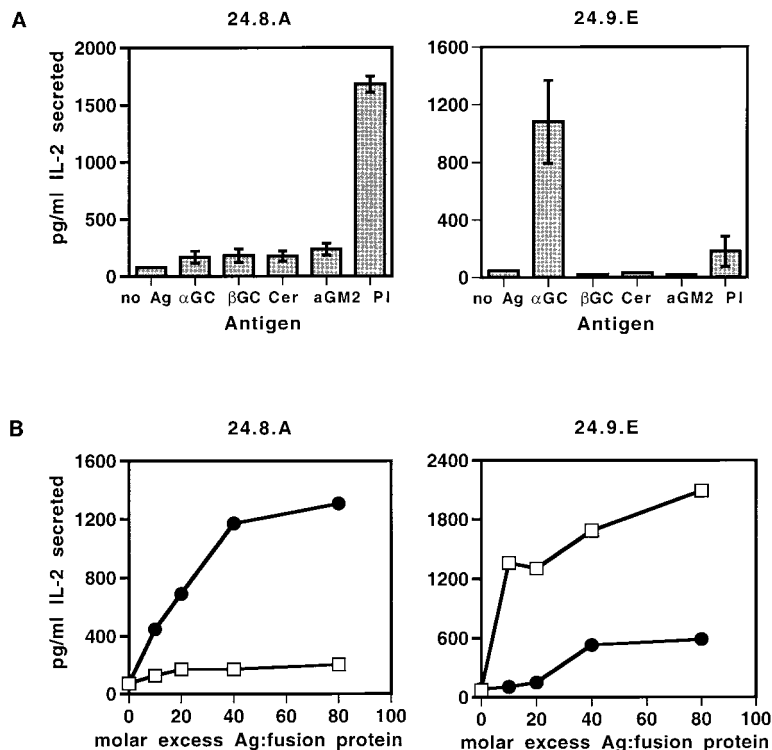 A
24.8.A
24.9.E
pg/ml IL-2 secreted
2000
1500
1000
500
0
no Ag αGC βGC Cer aGM2 PI
Antigen
1600
1200
800
400
0
no Ag αGC βGC Cer aGM2 PI
Antigen
B
24.8.A
24.9.E
pg/ml IL-2 secreted
1600
1200
800
400
0
0 20 40 60 80 100
molar excess Ag:fusion protein
2400
1800
1200
600
0
0 20 40 60 80 100
molar excess Ag:fusion protein